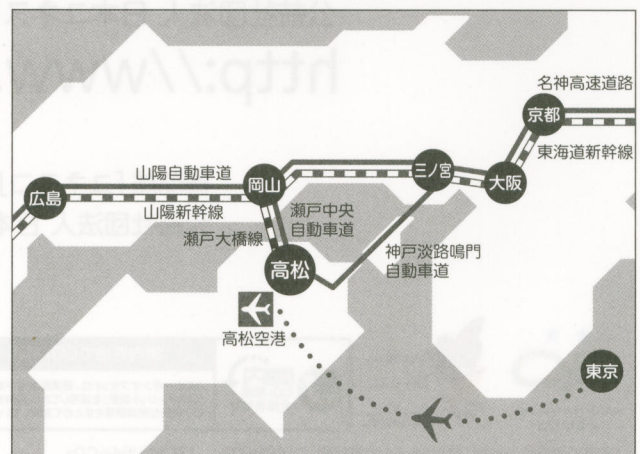 名神高速道路
京都
東海道新幹線
山陽自動車道
三ノ宮
大阪
岡山
広島
山陽新幹線
瀬戸中央
自動車道
瀬戸大橋線
神戸淡路鳴門
自動車道
高松
高松空港
東京
http://www.